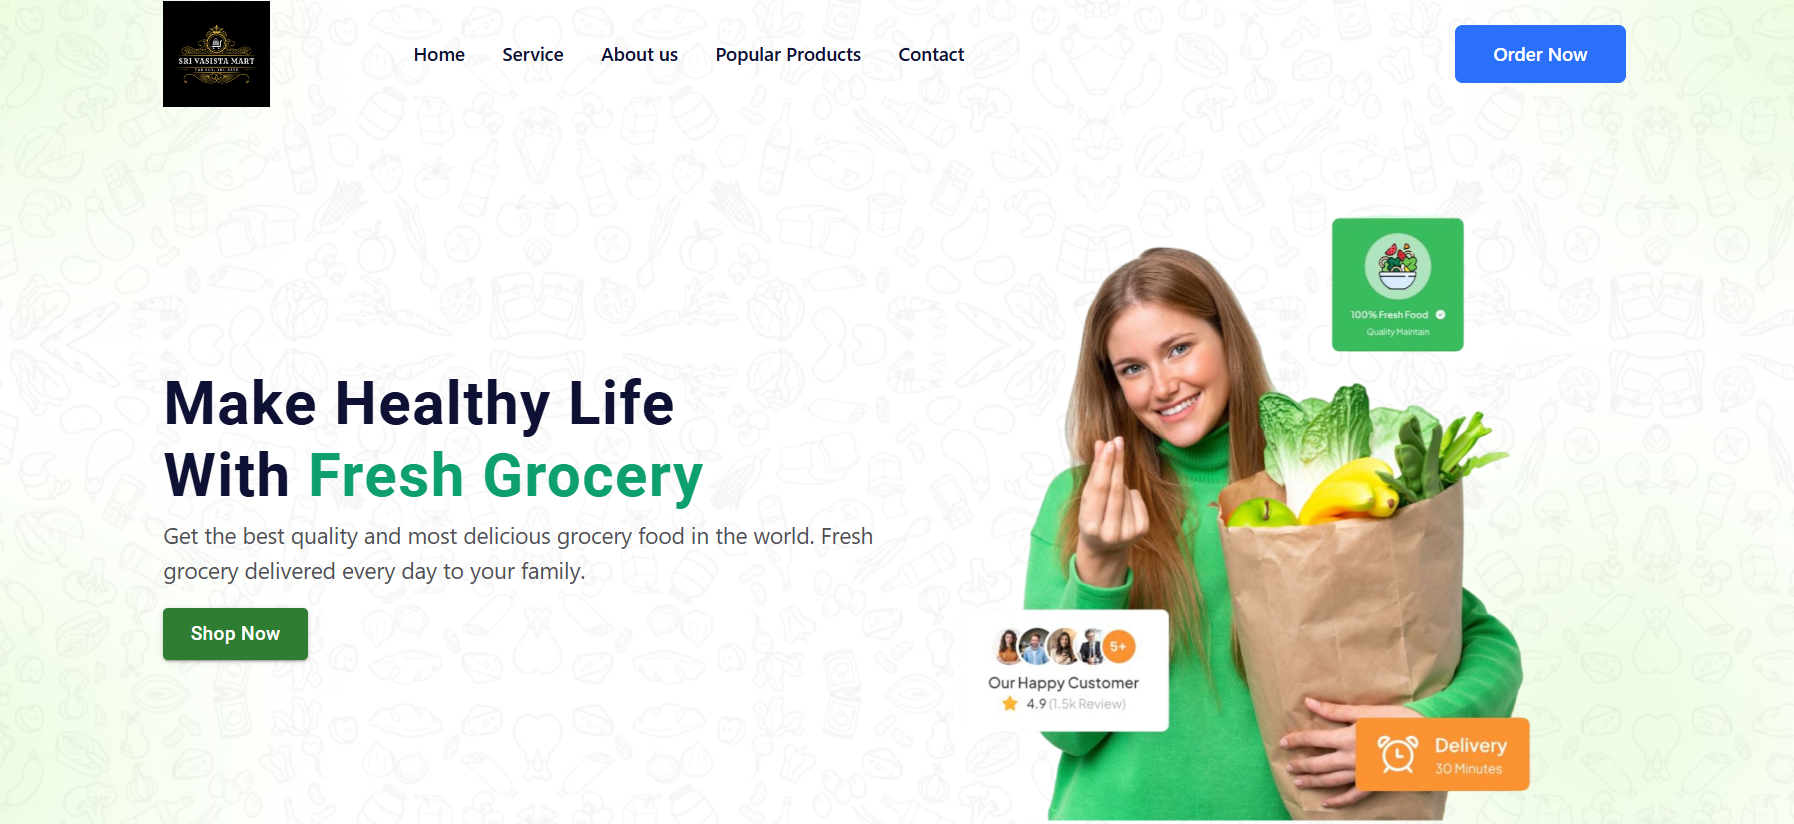 SRI VASISTA MART
Home
Service
About us
Popular Products
Contact
Order Now
100% Fresh Food
Quality Maintain
Make Healthy Life
With Fresh Grocery
Get the best quality and most delicious grocery food in the world. Fresh
grocery delivered every day to your family.
Shop Now
5+
Our Happy Customer
4.9 (1.5k Review)
Delivery
30 Minutes